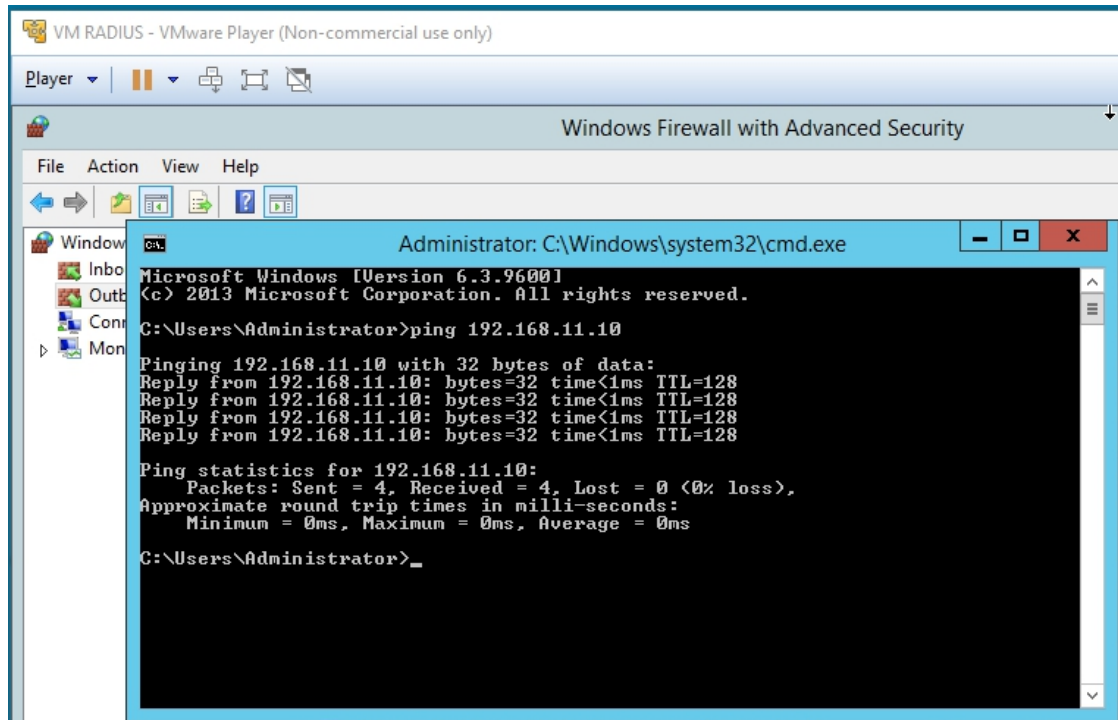 VM RADIUS - VMware Player (Non-commercial use only)
Player
Windows Firewall with Advanced Security
File Action View Help
Window
Inbo
Outb
Conn
Mon
Administrator: C:\Windows\system32\cmd.exe
Microsoft Windows [Version 6.3.9600]
(c) 2013 Microsoft Corporation. All rights reserved.
C:\Users\Administrator>ping 192.168.11.10
Pinging 192.168.11.10 with 32 bytes of data:
Reply from 192.168.11.10: bytes=32 time<1ms TTL=128
Reply from 192.168.11.10: bytes=32 time<1ms TTL=128
Reply from 192.168.11.10: bytes=32 time<1ms TTL=128
Reply from 192.168.11.10: bytes=32 time<1ms TTL=128
Ping statistics for 192.168.11.10:
Packets: Sent = 4, Received = 4, Lost = 0 (0% loss),
Approximate round trip times in milli-seconds:
Minimum = 0ms, Maximum = 0ms, Average = 0ms
C:\Users\Administrator>_